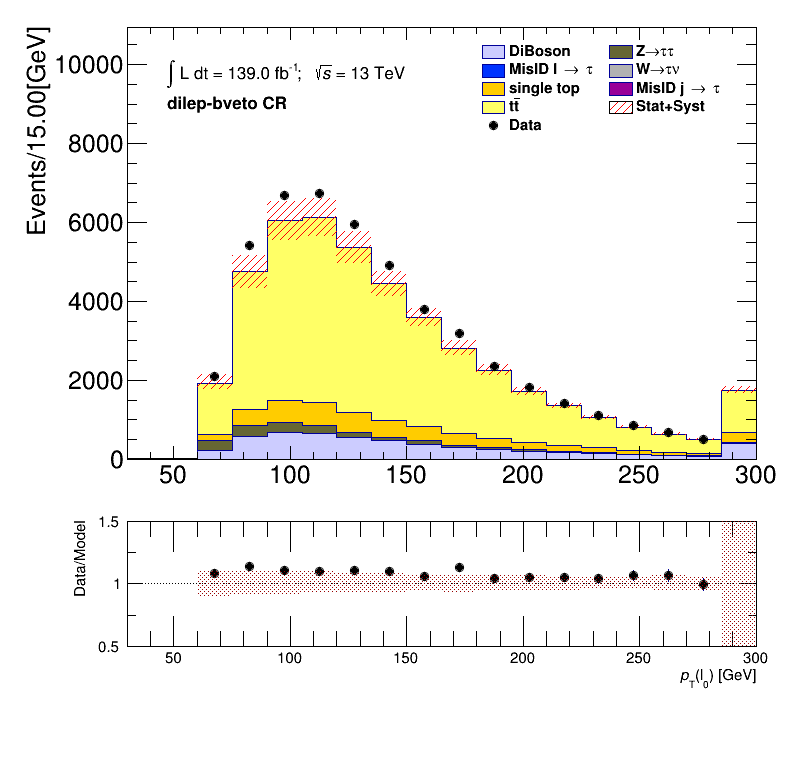 Events/15.00[GeV]
10000
8000
6000
4000
2000
0
∫ L dt = 139.0 fb⁻¹; √s = 13 TeV
dilep-bveto CR
DiBoson
MisID l → τ
single top
tt̄
Data
Z→ττ
W→τν
MisID j → τ
Stat+Syst
50 100 150 200 250 300
Data/Model
1.5
1
0.5
50 100 150 200 250 300
p_T(l_0) [GeV]